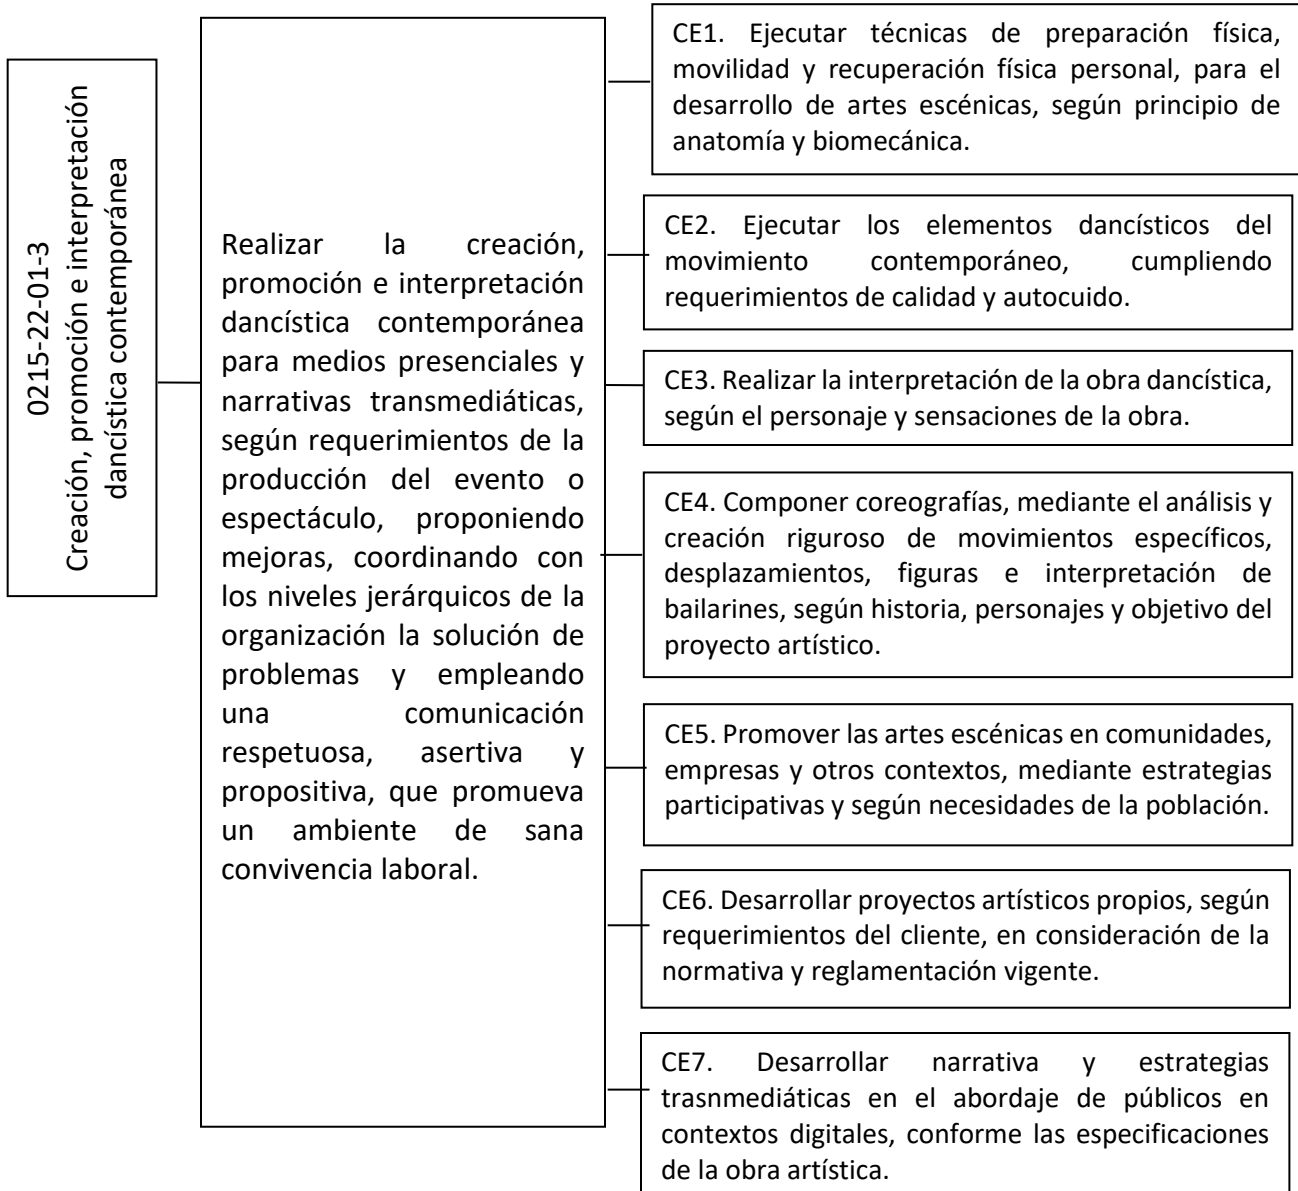 0215-22-01-3
Creación, promoción e interpretación
dancística contemporánea
Realizar la creación,
promoción e interpretación
dancística contemporánea
para medios presenciales y
narrativas transmediáticas,
según requerimientos de la
producción del evento o
espectáculo, proponiendo
mejoras, coordinando con
los niveles jerárquicos de la
organización la solución de
problemas y empleando
una comunicación
respetuosa, asertiva y
propositiva, que promueva
un ambiente de sana
convivencia laboral.
CE1. Ejecutar técnicas de preparación física,
movilidad y recuperación física personal, para el
desarrollo de artes escénicas, según principio de
anatomía y biomecánica.
CE2. Ejecutar los elementos dancísticos del
movimiento contemporáneo, cumpliendo
requerimientos de calidad y autocuido.
CE3. Realizar la interpretación de la obra dancística,
según el personaje y sensaciones de la obra.
CE4. Componer coreografías, mediante el análisis y
creación riguroso de movimientos específicos,
desplazamientos, figuras e interpretación de
bailarines, según historia, personajes y objetivo del
proyecto artístico.
CE5. Promover las artes escénicas en comunidades,
empresas y otros contextos, mediante estrategias
participativas y según necesidades de la población.
CE6. Desarrollar proyectos artísticos propios, según
requerimientos del cliente, en consideración de la
normativa y reglamentación vigente.
CE7. Desarrollar narrativa y estrategias
trasnmediáticas en el abordaje de públicos en
contextos digitales, conforme las especificaciones
de la obra artística.